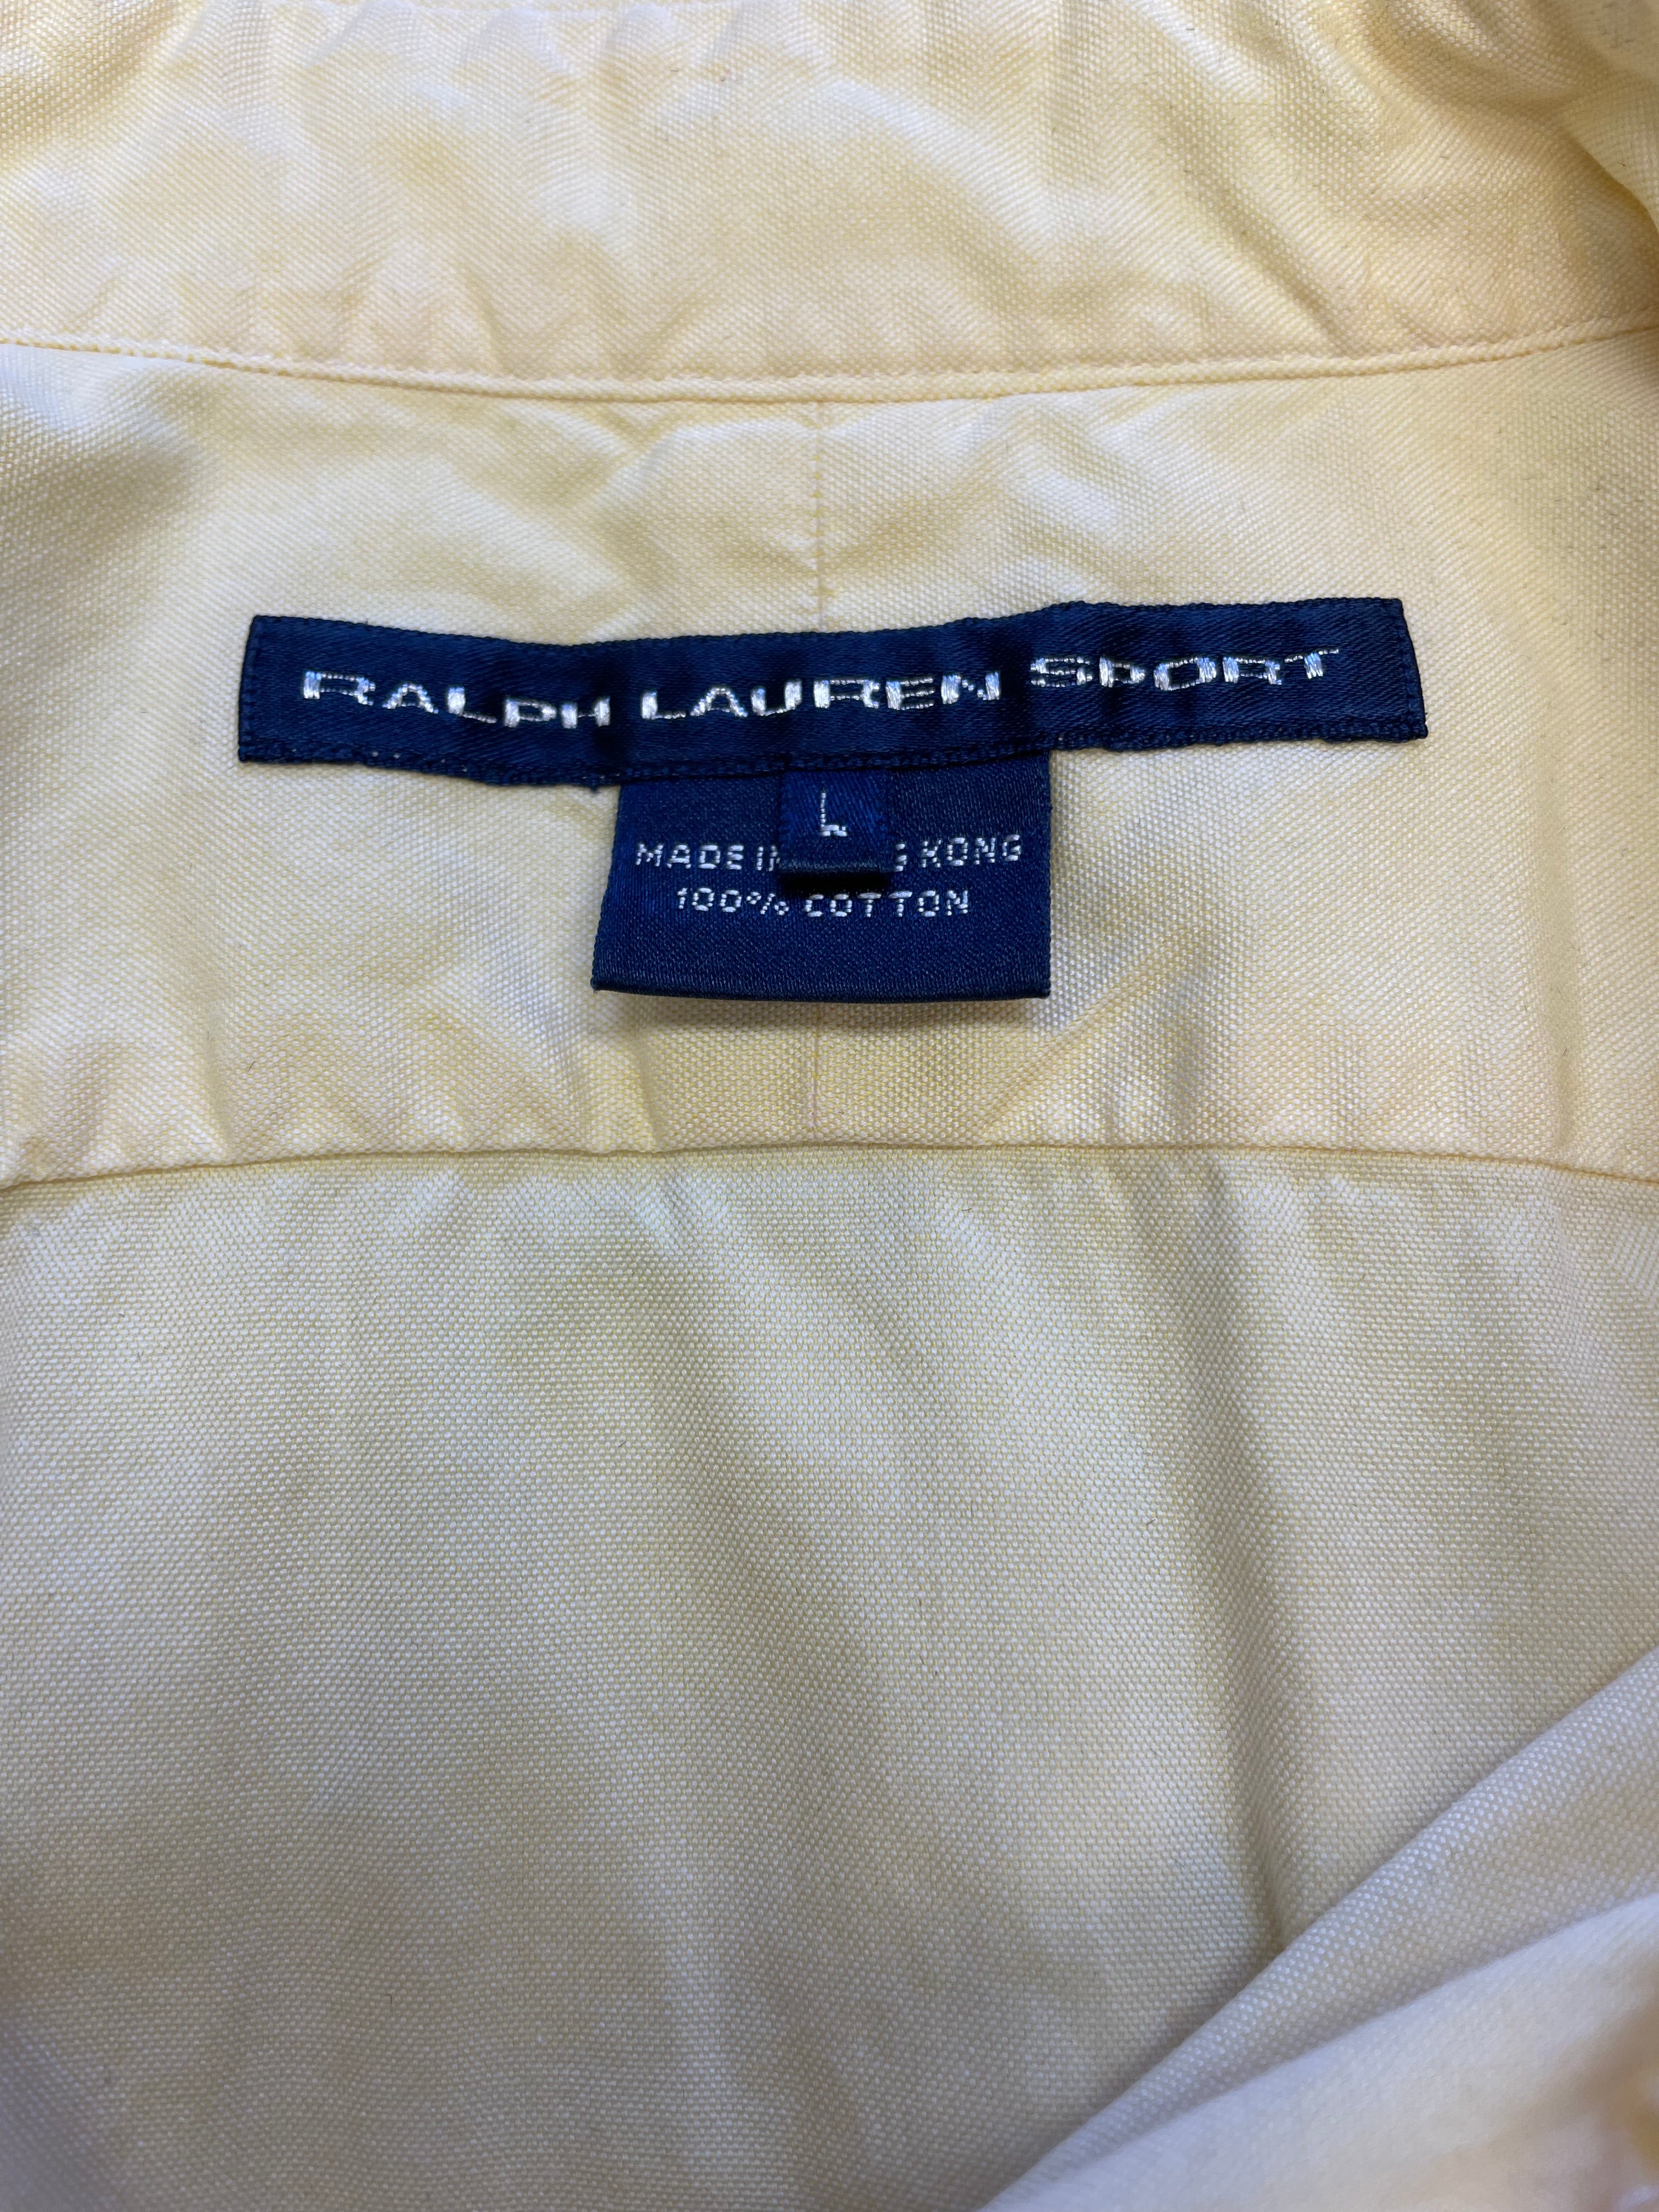 RALPH LAUREN SPORT
L
MADE IN KONG
100% COTTON